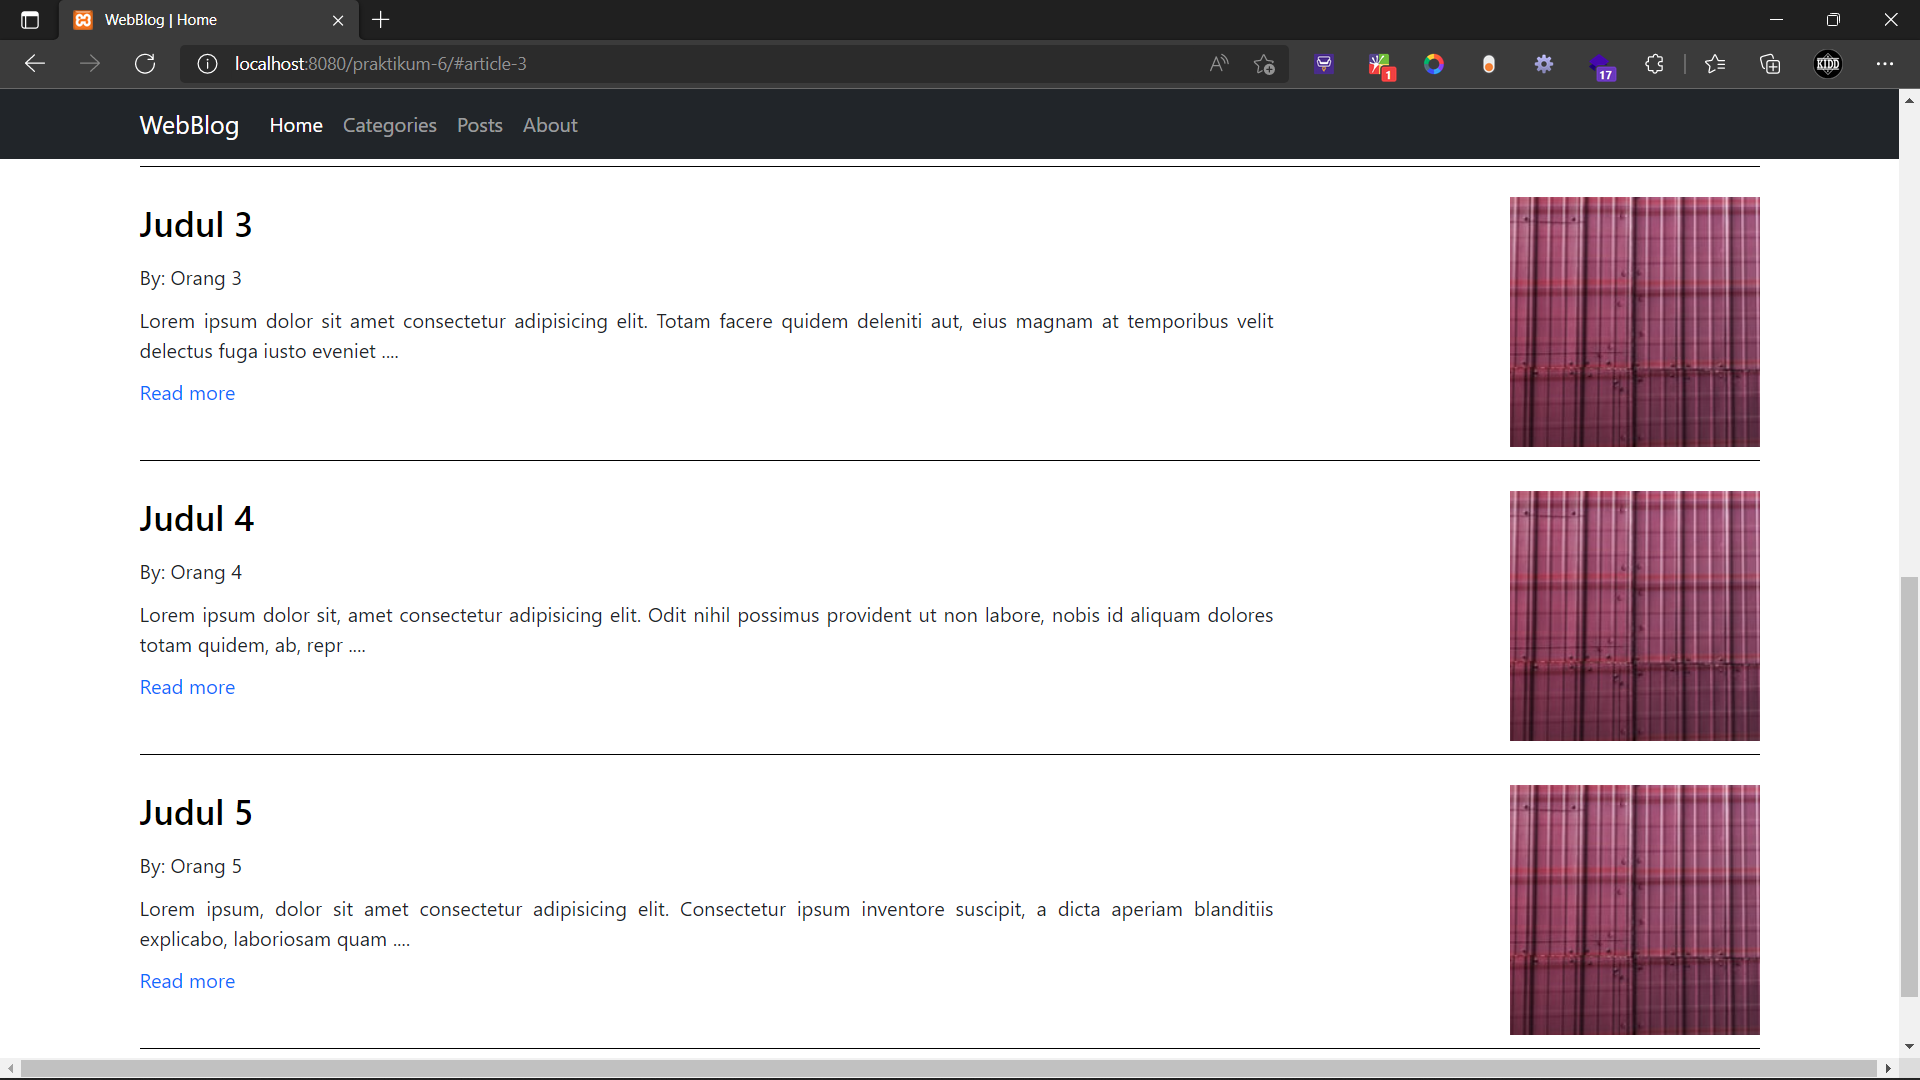 WebBlog | Home
localhost:8080/praktikum-6/#article-3
1
17
KIDD
WebBlog Home Categories Posts About
Judul 3
By: Orang 3
Lorem ipsum dolor sit amet consectetur adipisicing elit. Totam facere quidem deleniti aut, eius magnam at temporibus velit
delectus fuga iusto eveniet ....
Read more
Judul 4
By: Orang 4
Lorem ipsum dolor sit, amet consectetur adipisicing elit. Odit nihil possimus provident ut non labore, nobis id aliquam dolores
totam quidem, ab, repr ....
Read more
Judul 5
By: Orang 5
Lorem ipsum, dolor sit amet consectetur adipisicing elit. Consectetur ipsum inventore suscipit, a dicta aperiam blanditiis
explicabo, laboriosam quam ....
Read more